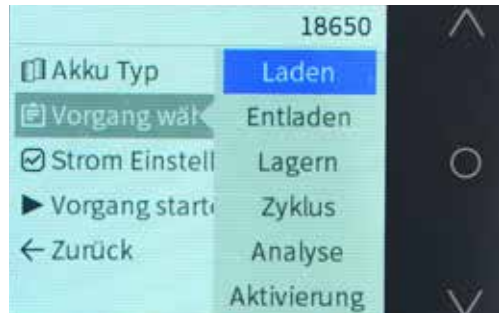 18650
Akku Typ
Vorgang wäh
Strom Einstell
Vorgang start
← Zurück
Laden
Entladen
Lagern
Zyklus
Analyse
Aktivierung